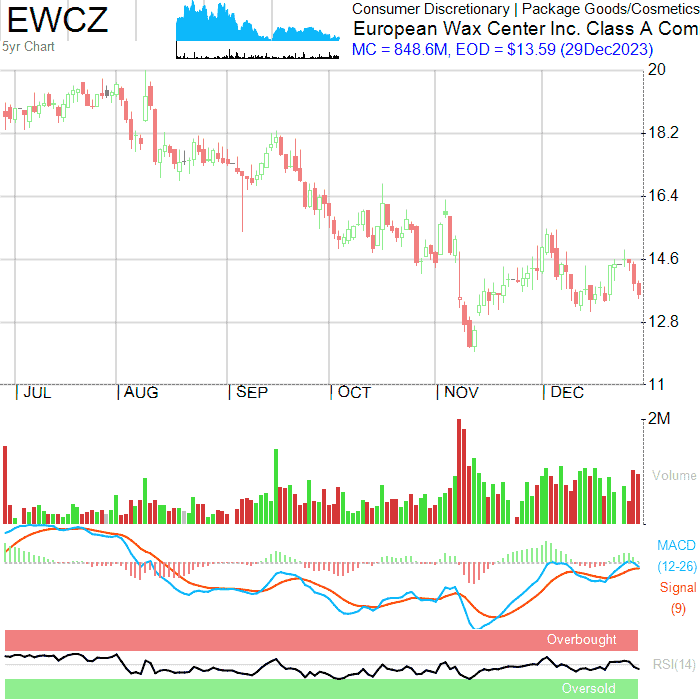 EWCZ
5yr Chart
Consumer Discretionary | Package Goods/Cosmetics
European Wax Center Inc. Class A Com
MC = 848.6M, EOD = $13.59 (29Dec2023)
20
18.2
16.4
14.6
12.8
11
JUL AUG SEP OCT NOV DEC
2M
Volume
MACD
(12-26)
Signal
(9)
Overbought
RSI(14)
Oversold